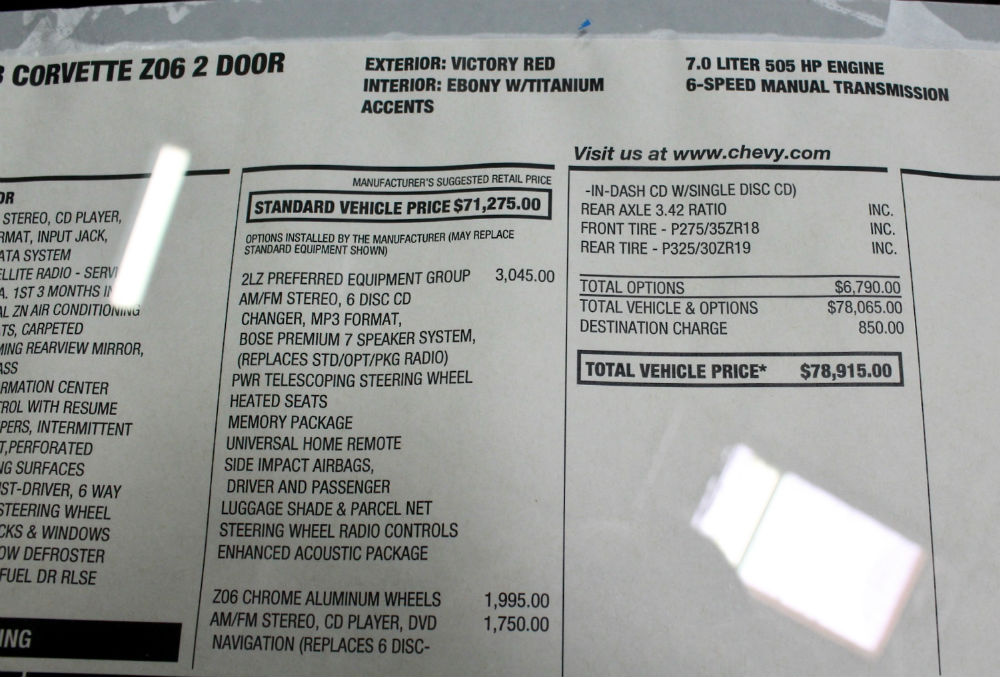 CORVETTE Z06 2 DOOR
EXTERIOR: VICTORY RED
INTERIOR: EBONY W/TITANIUM
ACCENTS
7.0 LITER 505 HP ENGINE
6-SPEED MANUAL TRANSMISSION
Visit us at www.chevy.com
OR
STEREO, CD PLAYER,
RMAT, INPUT JACK,
ATA SYSTEM
ELLITE RADIO - SERV
A. 1ST 3 MONTHS IN
AL ZN AIR CONDITIONING
TS, CARPETED
MING REARVIEW MIRROR,
ASS
RMATION CENTER
ROL WITH RESUME
PERS, INTERMITTENT
T,PERFORATED
NG SURFACES
ST-DRIVER, 6 WAY
STEERING WHEEL
CKS & WINDOWS
OW DEFROSTER
FUEL DR RLSE
ING
MANUFACTURER'S SUGGESTED RETAIL PRICE
STANDARD VEHICLE PRICE $71,275.00
OPTIONS INSTALLED BY THE MANUFACTURER (MAY REPLACE
STANDARD EQUIPMENT SHOWN)
2LZ PREFERRED EQUIPMENT GROUP 3,045.00
AM/FM STEREO, 6 DISC CD
CHANGER, MP3 FORMAT,
BOSE PREMIUM 7 SPEAKER SYSTEM,
(REPLACES STD/OPT/PKG RADIO)
PWR TELESCOPING STEERING WHEEL
HEATED SEATS
MEMORY PACKAGE
UNIVERSAL HOME REMOTE
SIDE IMPACT AIRBAGS,
DRIVER AND PASSENGER
LUGGAGE SHADE & PARCEL NET
STEERING WHEEL RADIO CONTROLS
ENHANCED ACOUSTIC PACKAGE
Z06 CHROME ALUMINUM WHEELS 1,995.00
AM/FM STEREO, CD PLAYER, DVD 1,750.00
NAVIGATION (REPLACES 6 DISC-
-IN-DASH CD W/SINGLE DISC CD)
REAR AXLE 3.42 RATIO INC.
FRONT TIRE - P275/35ZR18 INC.
REAR TIRE - P325/30ZR19 INC.
TOTAL OPTIONS $6,790.00
TOTAL VEHICLE & OPTIONS $78,065.00
DESTINATION CHARGE 850.00
TOTAL VEHICLE PRICE* $78,915.00